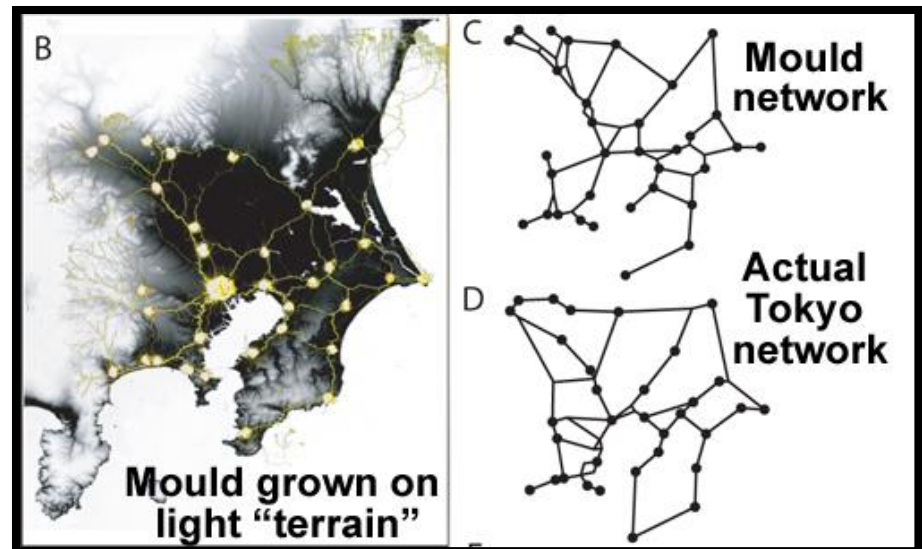 B
Mould grown on
light “terrain”
C
Mould
network
D
Actual
Tokyo
network